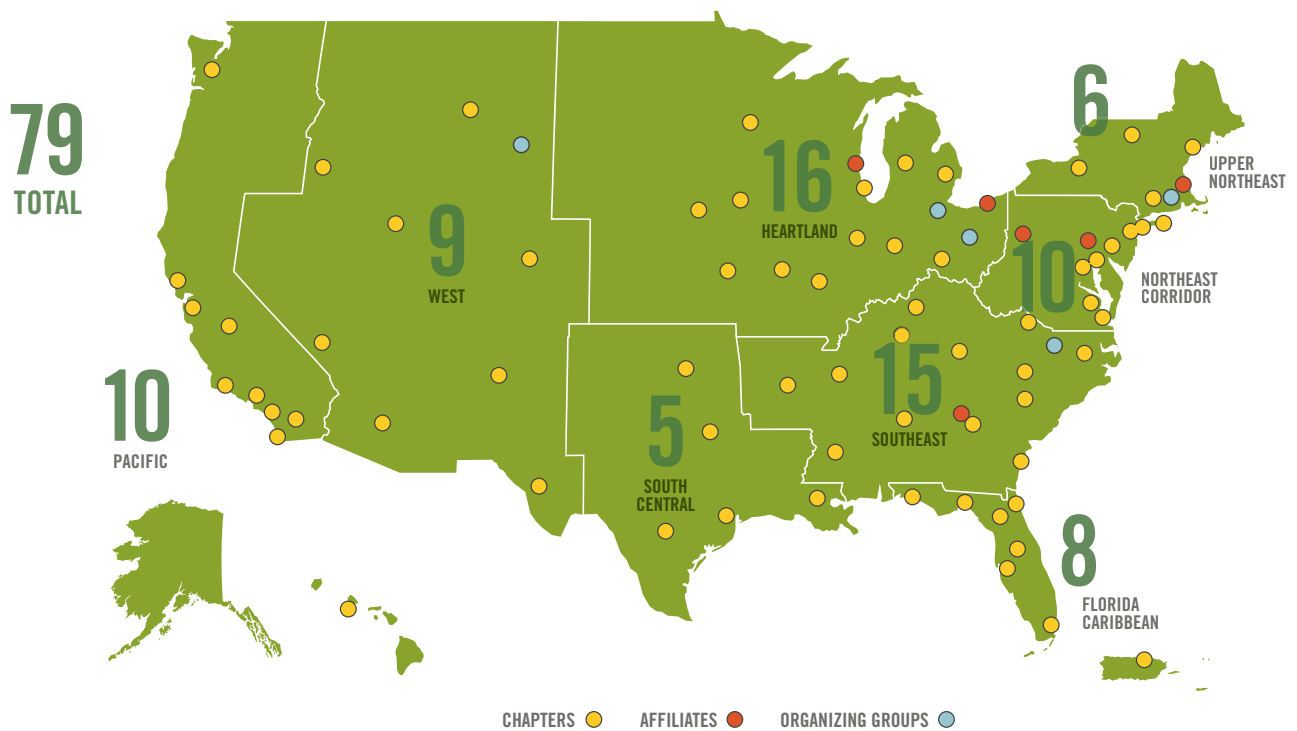 79
TOTAL
10
PACIFIC
9
WEST
5
SOUTH
CENTRAL
16
HEARTLAND
15
SOUTHEAST
6
UPPER
NORTHEAST
10
NORTHEAST
CORRIDOR
8
FLORIDA
CARIBBEAN
CHAPTERS
AFFILIATES
ORGANIZING GROUPS